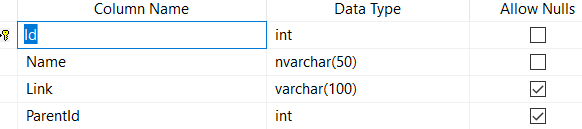 Column Name Data Type Allow Nulls
Id int
Name nvarchar(50)
Link varchar(100)
ParentId int